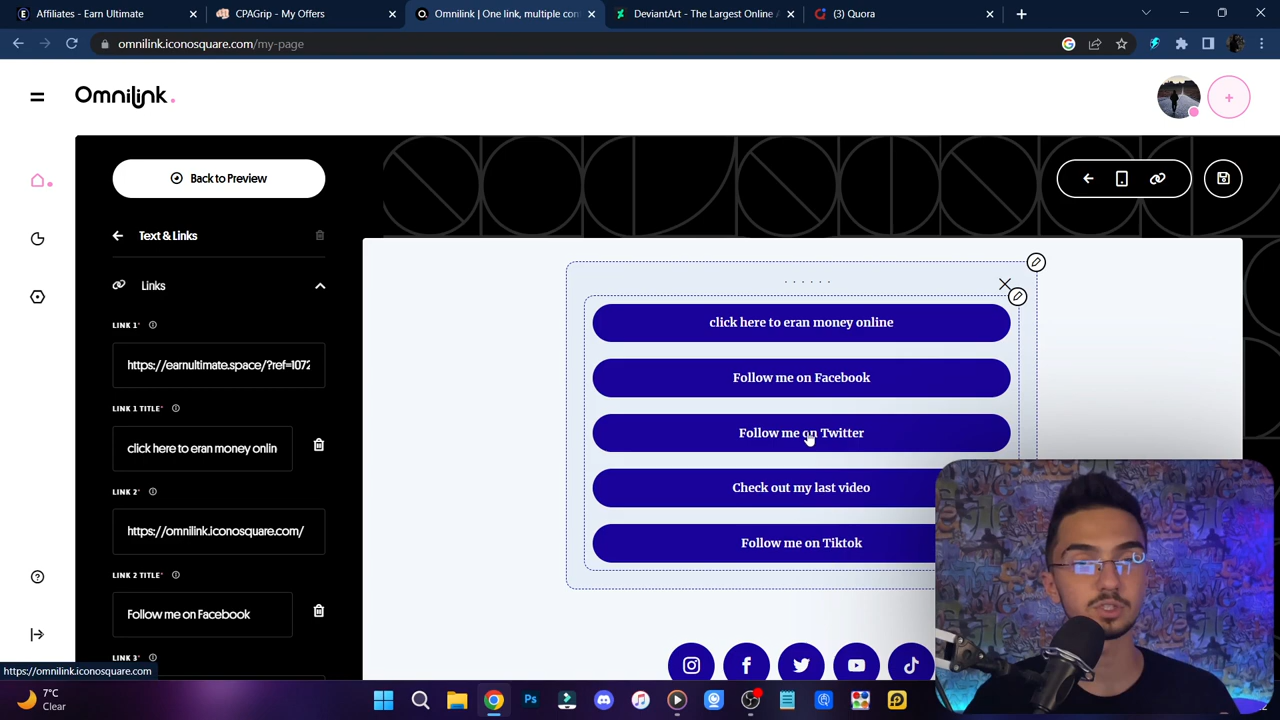 Affiliates - Earn Ultimate
CPAGrip - My Offers
Omnilink | One link, multiple con
DeviantArt - The Largest Online A
(3) Quora
omnilink.iconosquare.com/my-page
Omnilink.
Back to Preview
Text & Links
Links
LINK 1*
https://earnultimate.space/?ref=1072
LINK 1 TITLE*
click here to eran money onlin
LINK 2*
https://omnilink.iconosquare.com/
LINK 2 TITLE*
Follow me on Facebook
LINK 3*
click here to eran money online
Follow me on Facebook
Follow me on Twitter
Check out my last video
Follow me on Tiktok
https://omnilink.iconosquare.com
7°C
Clear